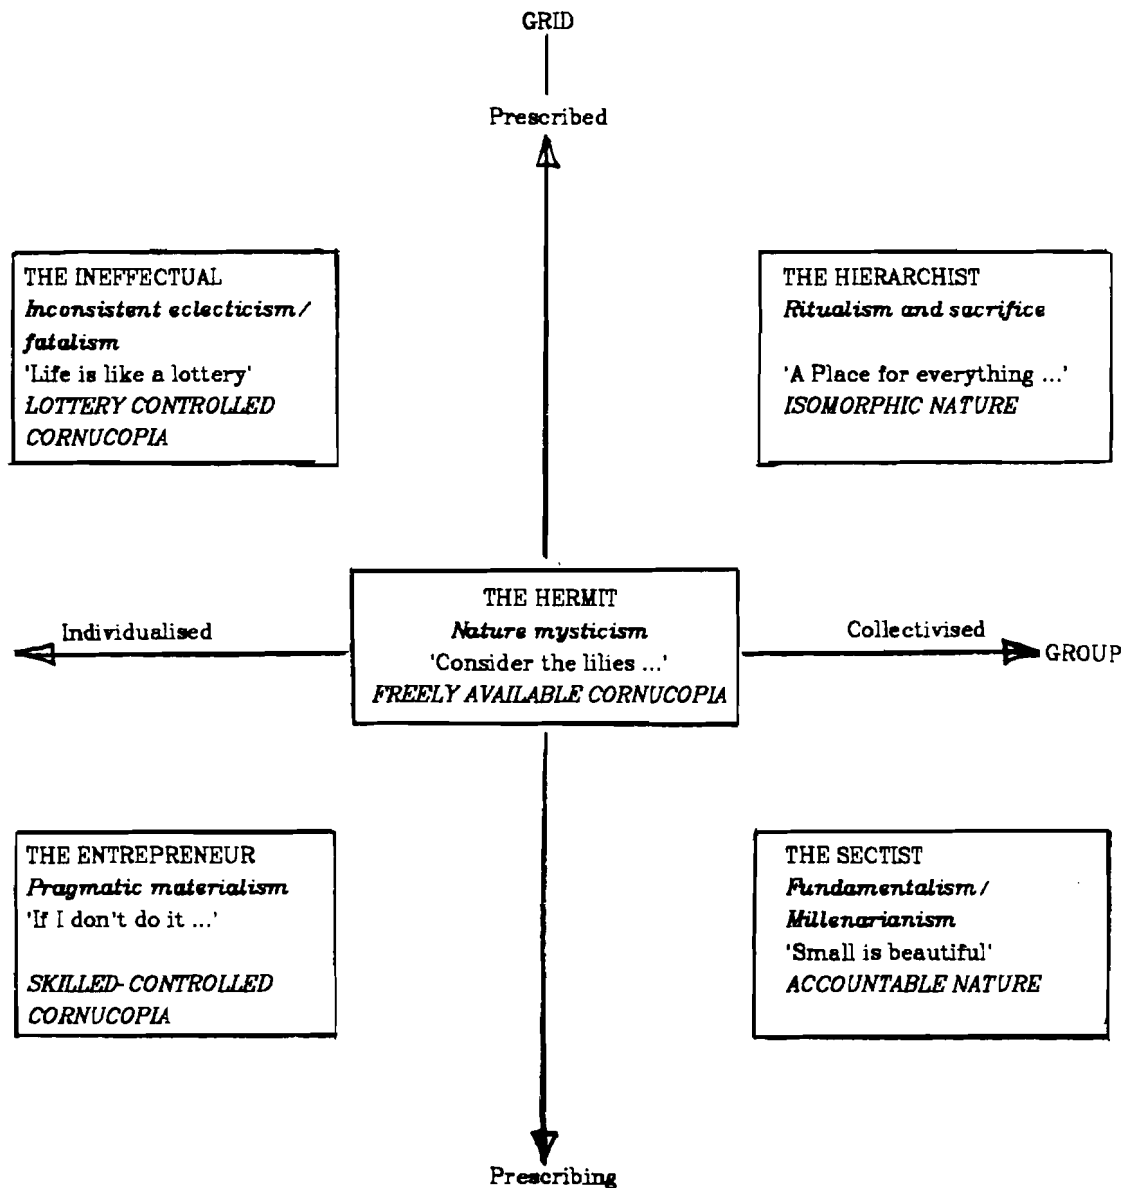 GRID
Prescribed
THE INEFFECTUAL
Inconsistent eclecticism/
fatalism
'Life is like a lottery'
LOTTERY CONTROLLED
CORNUCOPIA
THE HIERARCHIST
Ritualism and sacrifice
'A Place for everything ...'
ISOMORPHIC NATURE
Individualised
THE HERMIT
Nature mysticism
'Consider the lilies ...'
FREELY AVAILABLE CORNUCOPIA
Collectivised
GROUP
THE ENTREPRENEUR
Pragmatic materialism
'If I don't do it ...'
SKILLED-CONTROLLED
CORNUCOPIA
THE SECTIST
Fundamentalism/
Millenarianism
'Small is beautiful'
ACCOUNTABLE NATURE
Prescribing